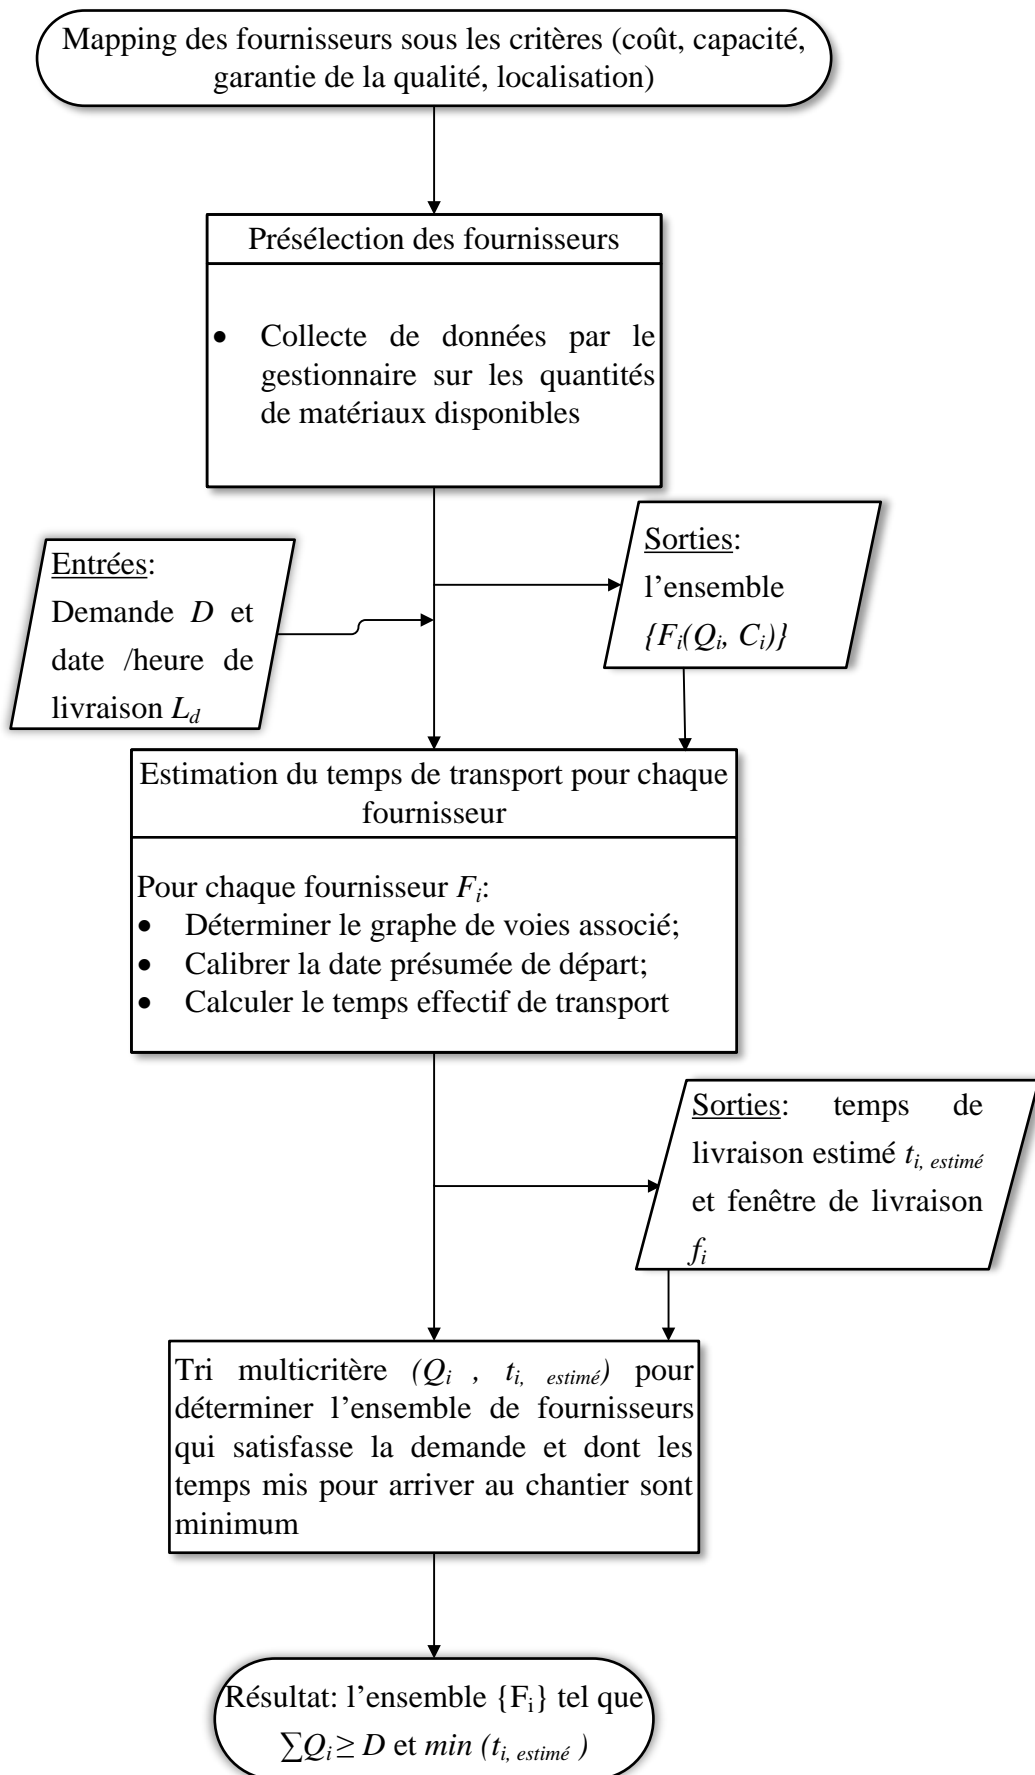 Mapping des fournisseurs sous les critères (coût, capacité,
garantie de la qualité, localisation)
Présélection des fournisseurs
• Collecte de données par le
gestionnaire sur les quantités
de matériaux disponibles
Entrées:
Demande D et
date /heure de
livraison L_d
Sorties:
l’ensemble
{F_i(Q_i, C_i)}
Estimation du temps de transport pour chaque
fournisseur
Pour chaque fournisseur F_i:
• Déterminer le graphe de voies associé;
• Calibrer la date présumée de départ;
• Calculer le temps effectif de transport
Sorties: temps de
livraison estimé t_{i, estimé}
et fenêtre de livraison
f_i
Tri multicritère (Q_i , t_{i, estimé}) pour
déterminer l’ensemble de fournisseurs
qui satisfasse la demande et dont les
temps mis pour arriver au chantier sont
minimum
Résultat: l’ensemble {F_i} tel que
∑Q_i ≥ D et min (t_{i, estimé} )